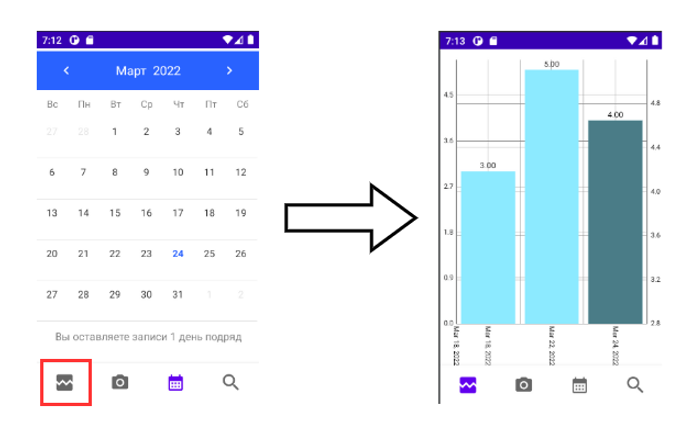 7:12
Март 2022
Вс Пн Вт Ср Чт Пт Сб
27 28 1 2 3 4 5
6 7 8 9 10 11 12
13 14 15 16 17 18 19
20 21 22 23 24 25 26
27 28 29 30 31 1 2
Вы оставляете записи 1 день подряд
7:13
5.00
4.5
4.8
4.00
3.6
4.4
3.00
2.7
4.0
1.8
3.6
0.9
3.2
0.0
2.8
Mar 18, 2022
Mar 18, 2022
Mar 22, 2022
Mar 24, 2022